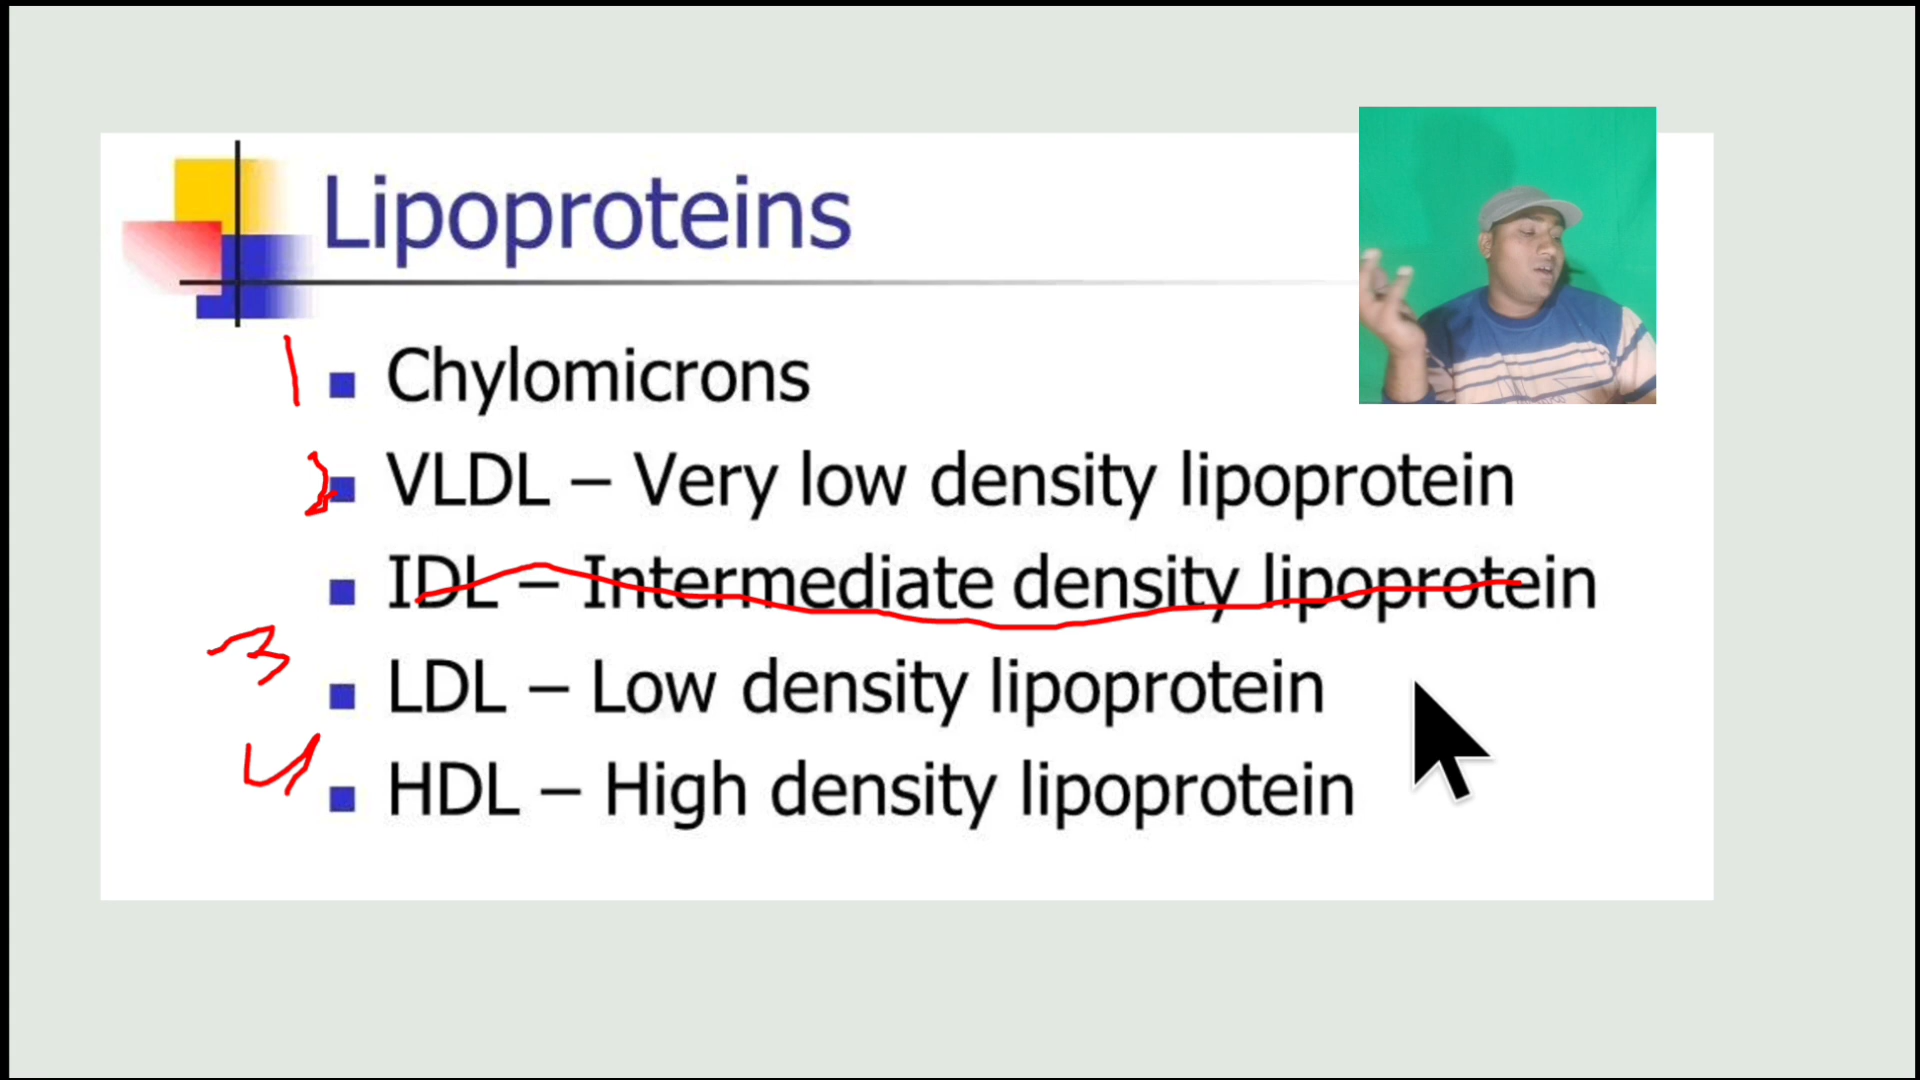 Lipoproteins
1 Chylomicrons
2 VLDL – Very low density lipoprotein
IDL – Intermediate density lipoprotein
3 LDL – Low density lipoprotein
4 HDL – High density lipoprotein